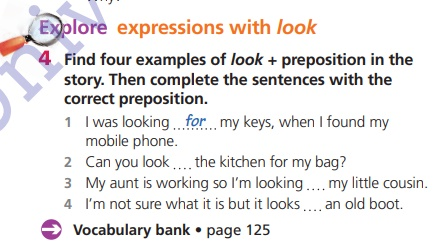 Explore expressions with look
4 Find four examples of look + preposition in the
story. Then complete the sentences with the
correct preposition.
1 I was looking ...for... my keys, when I found my
mobile phone.
2 Can you look .... the kitchen for my bag?
3 My aunt is working so I'm looking .... my little cousin.
4 I'm not sure what it is but it looks .... an old boot.
Vocabulary bank • page 125